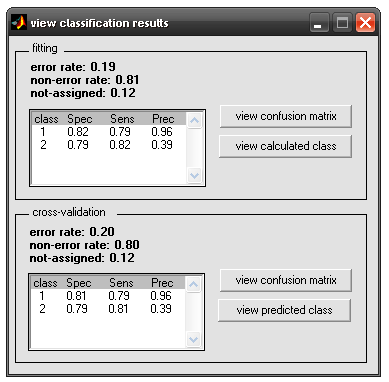 view classification results
fitting
error rate: 0.19
non-error rate: 0.81
not-assigned: 0.12
class Spec Sens Prec
1 0.82 0.79 0.96
2 0.79 0.82 0.39
view confusion matrix
view calculated class
cross-validation
error rate: 0.20
non-error rate: 0.80
not-assigned: 0.12
class Spec Sens Prec
1 0.81 0.79 0.96
2 0.79 0.81 0.39
view confusion matrix
view predicted class